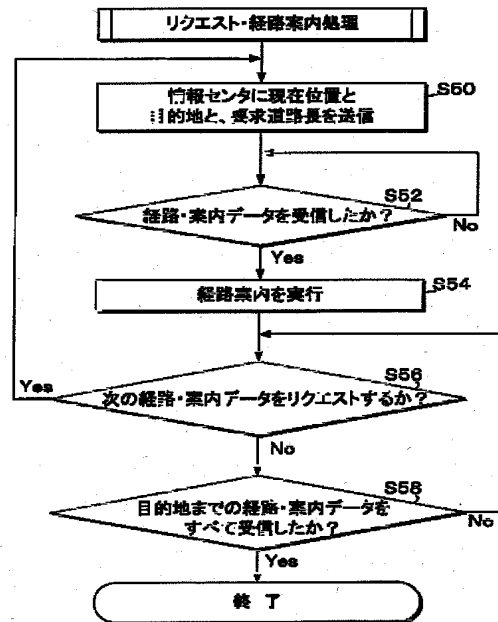 リクエスト・経路案内処理
S50
情報センタに現在位置と
目的地と、要求道路長を送信
S52
経路・案内データを受信したか？
No
Yes
経路案内を実行
S54
Yes
S56
次の経路・案内データをリクエストするか？
No
S58
目的地までの経路・案内データを
すべて受信したか？
No
Yes
終了